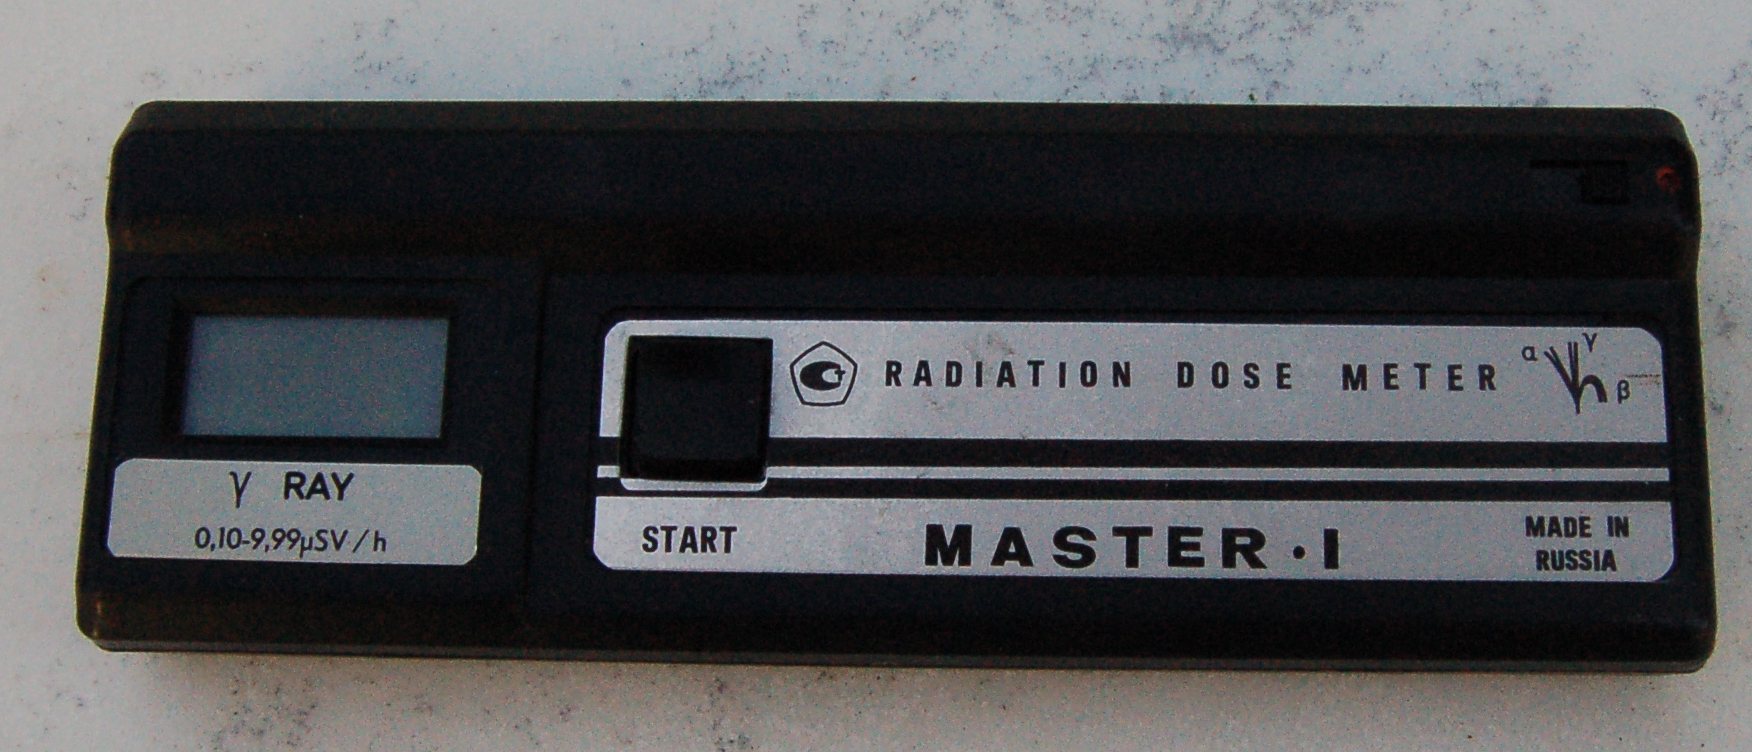 γ RAY
0,10-9,99µSV/h
RADIATION DOSE METER
α γ β
START
MASTER·I
MADE IN
RUSSIA